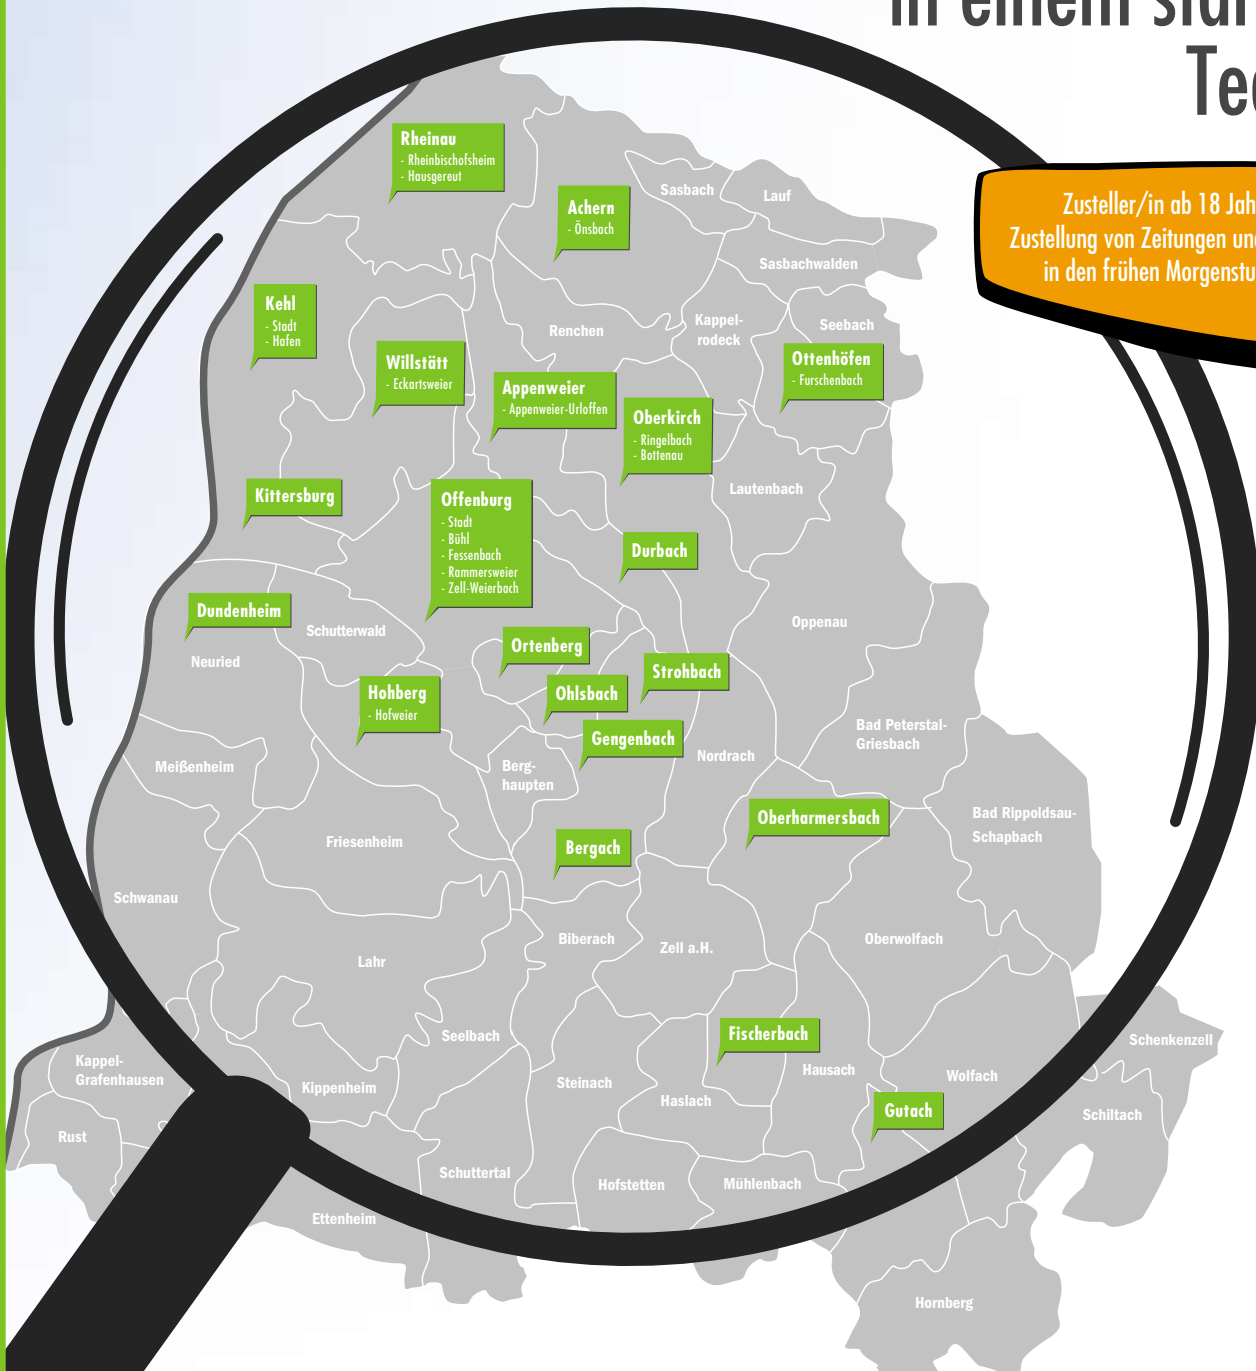 in einem
Rheinau
- Rheinbischofsheim
- Hausgereut
Achern
- Önsbach
Sasbach
Lauf
Zusteller/in ab 18
Zustellung von Zeitungen
in den frühen
Sasbachwalden
Kehl
- Stadt
- Hafen
Renchen
Kappel-
rodeck
Seebach
Willstätt
- Eckartsweier
Appenweier
- Appenweier-Urloffen
Ottenhöfen
- Furschenbach
Oberkirch
- Ringelbach
- Bottenau
Lautenbach
Kittersburg
Offenburg
- Stadt
- Bühl
- Fessenbach
- Rammersweier
- Zell-Weierbach
Durbach
Dundenheim
Schutterwald
Neuried
Oppenau
Ortenberg
Strohbach
Ohlsbach
Hohberg
- Hofweier
Gengenbach
Nordrach
Bad Peterstal-
Griesbach
Meißenheim
Berg-
haupten
Oberharmersbach
Bad Rippoldsau-
Schapbach
Friesenheim
Bergach
Schwanau
Biberach
Zell a.H.
Oberwolfach
Lahr
Seelbach
Fischerbach
Schenkenzell
Kappel-
Grafenhausen
Kippenheim
Steinach
Hausach
Wolfach
Haslach
Gutach
Schiltach
Rust
Schuttertal
Hofstetten
Mühlenbach
Ettenheim
Hornberg